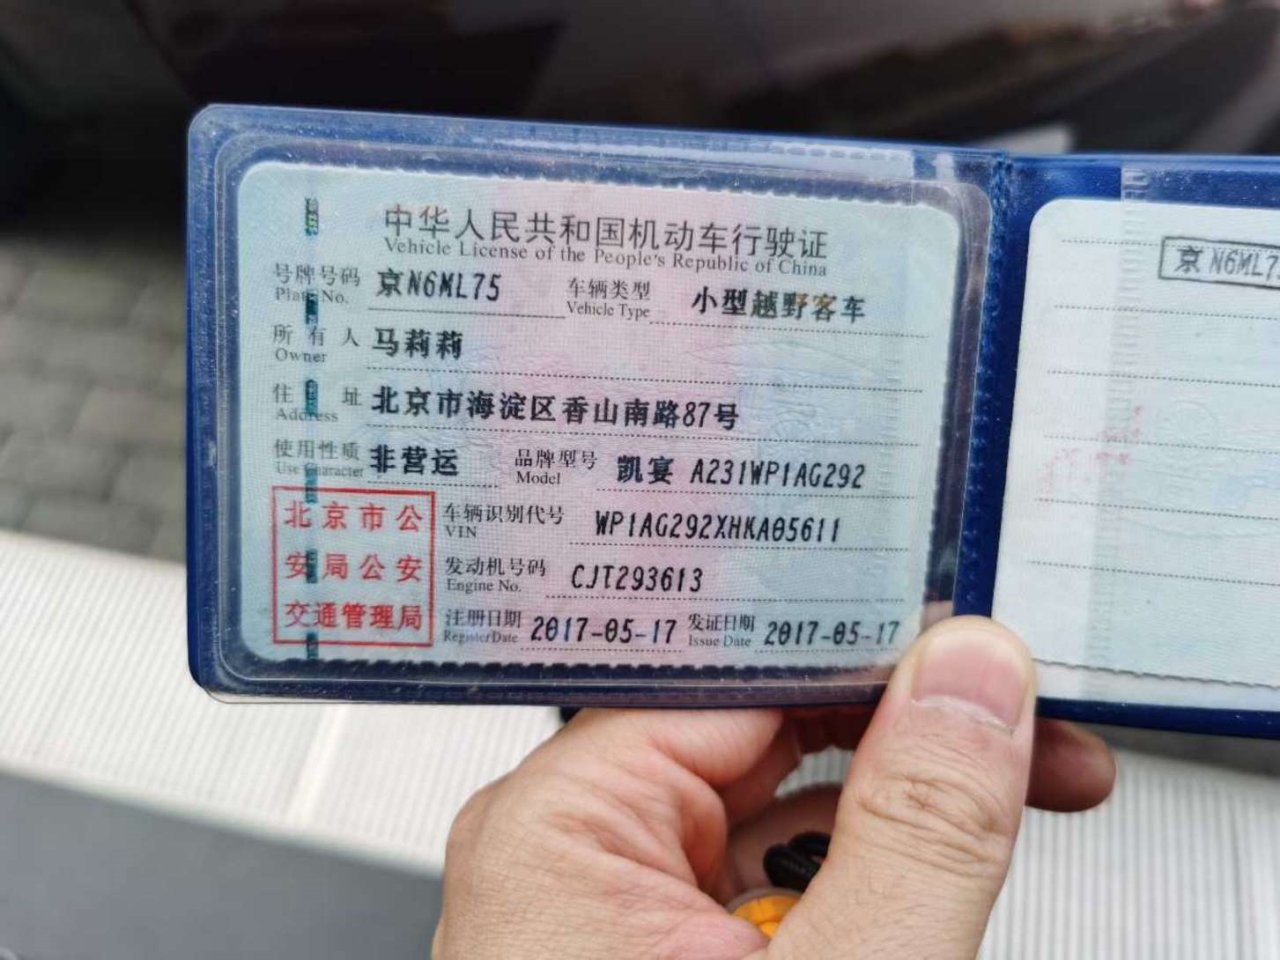 中华人民共和国机动车行驶证
Vehicle License of the People's Republic of China
号牌号码 京N6ML75 车辆类型 小型越野客车
Plate No. Vehicle Type
所有人 马莉莉
Owner
住址 北京市海淀区香山南路87号
Address
使用性质 非营运 品牌型号 凯宴 A231WP1AG292
Use Character Model
北京市公
安局公安
交通管理局
车辆识别代号 WP1AG292XHKA05611
VIN
发动机号码 CJT293613
Engine No.
注册日期 2017-05-17 发证日期 2017-05-17
Register Date Issue Date
京N6ML7